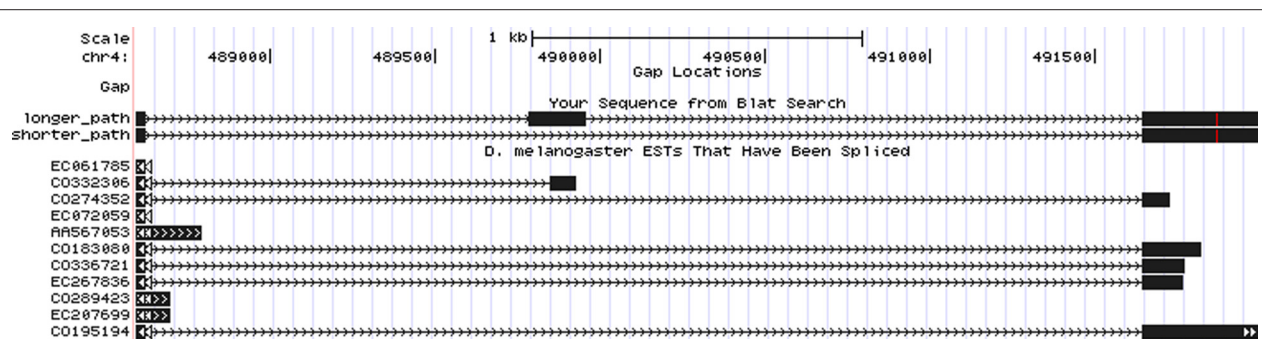 Scale 1 kb
chr4: 489000 489500 490000 490500 491000 491500
Gap Locations
Gap
Your Sequence from Blat Search
longer_path
shorter_path
D. melanogaster ESTs That Have Been Spliced
EC061785
CO332306
CO274352
EC072059
AA567053
CO183080
CO336721
EC267836
CO289423
EC207699
CO195194